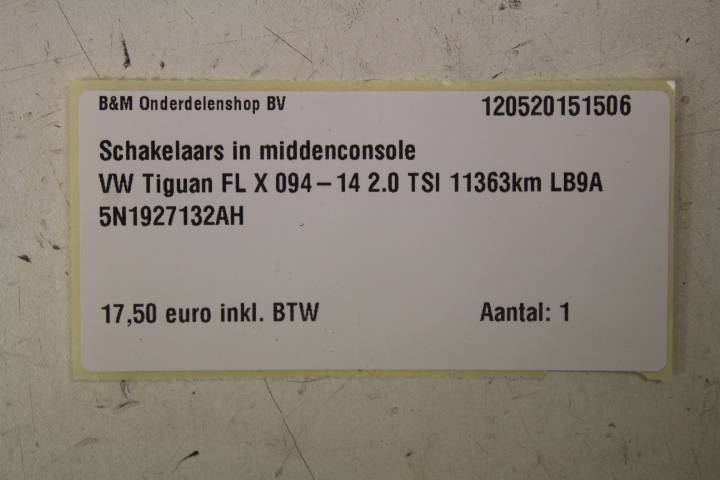 B&M Onderdelenshop BV 120520151506
Schakelaars in middenconsole
VW Tiguan FL X 094-14 2.0 TSI 11363km LB9A
5N1927132AH
17,50 euro inkl. BTW Aantal: 1